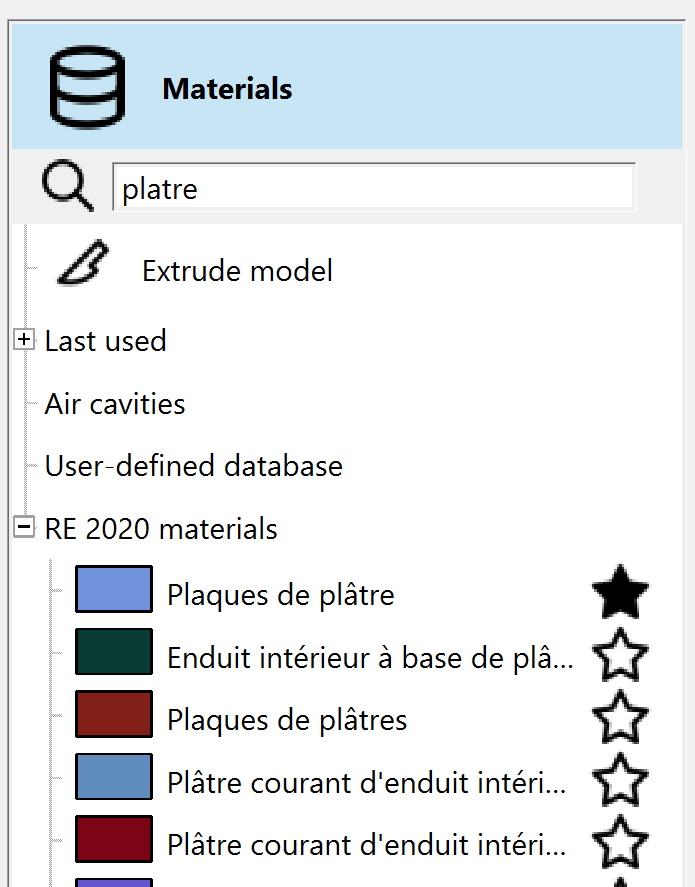 Materials
platre
Extrude model
Last used
Air cavities
User-defined database
RE 2020 materials
Plaques de plâtre
Enduit intérieur à base de plâ...
Plaques de plâtres
Plâtre courant d'enduit intéri...
Plâtre courant d'enduit intéri...